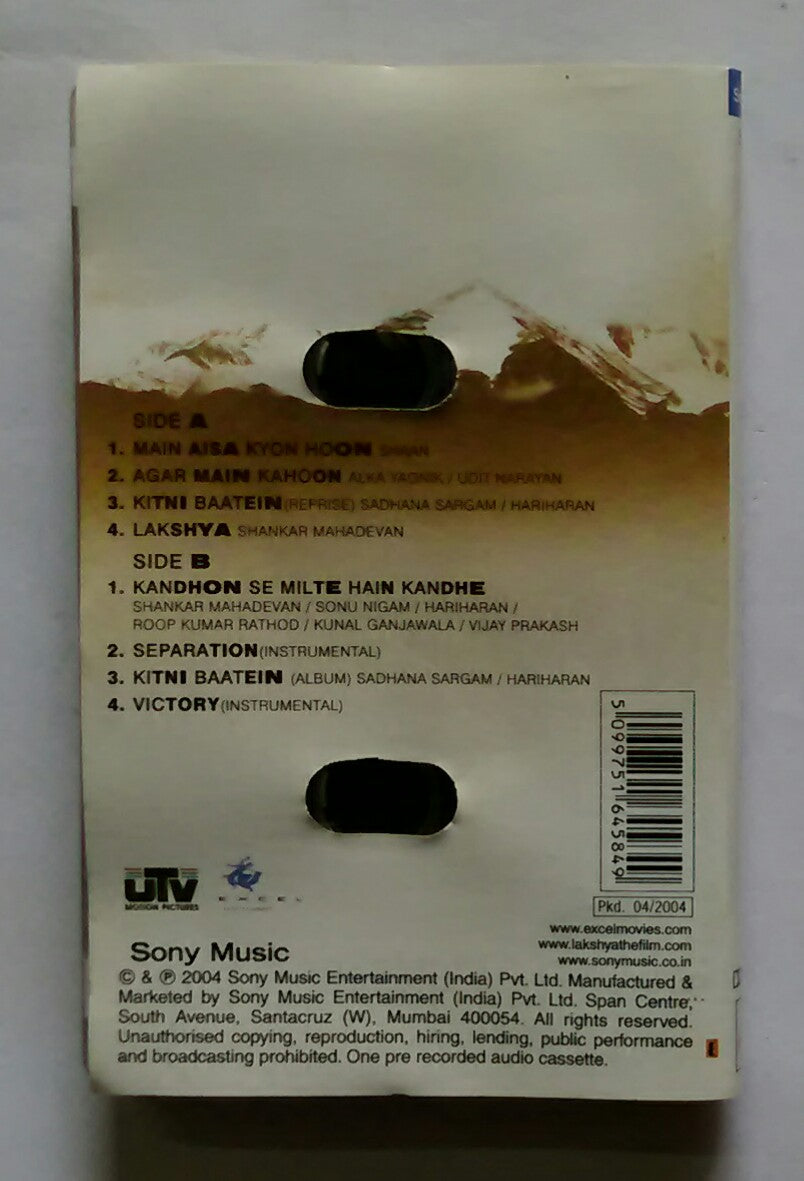 SIDE A
1. MAIN AISA KYON HOON SHAAN
2. AGAR MAIN KAHOON ALKA YAGNIK / UDIT NARAYAN
3. KITNI BAATEIN (REPRISE) SADHANA SARGAM / HARIHARAN
4. LAKSHYA SHANKAR MAHADEVAN
SIDE B
1. KANDHON SE MILTE HAIN KANDHE
SHANKAR MAHADEVAN / SONU NIGAM / HARIHARAN /
ROOP KUMAR RATHOD / KUNAL GANJAWALA / VIJAY PRAKASH
2. SEPARATION (INSTRUMENTAL)
3. KITNI BAATEIN (ALBUM) SADHANA SARGAM / HARIHARAN
4. VICTORY (INSTRUMENTAL)
5 099751 645849
Pkd. 04/2004
UTV
MOTION PICTURES
EXCEL
www.excelmovies.com
www.lakshyathefilm.com
www.sonymusic.co.in
Sony Music
© & ℗ 2004 Sony Music Entertainment (India) Pvt. Ltd. Manufactured &
Marketed by Sony Music Entertainment (India) Pvt. Ltd. Span Centre,
South Avenue, Santacruz (W), Mumbai 400054. All rights reserved.
Unauthorised copying, reproduction, hiring, lending, public performance
and broadcasting prohibited. One pre recorded audio cassette.